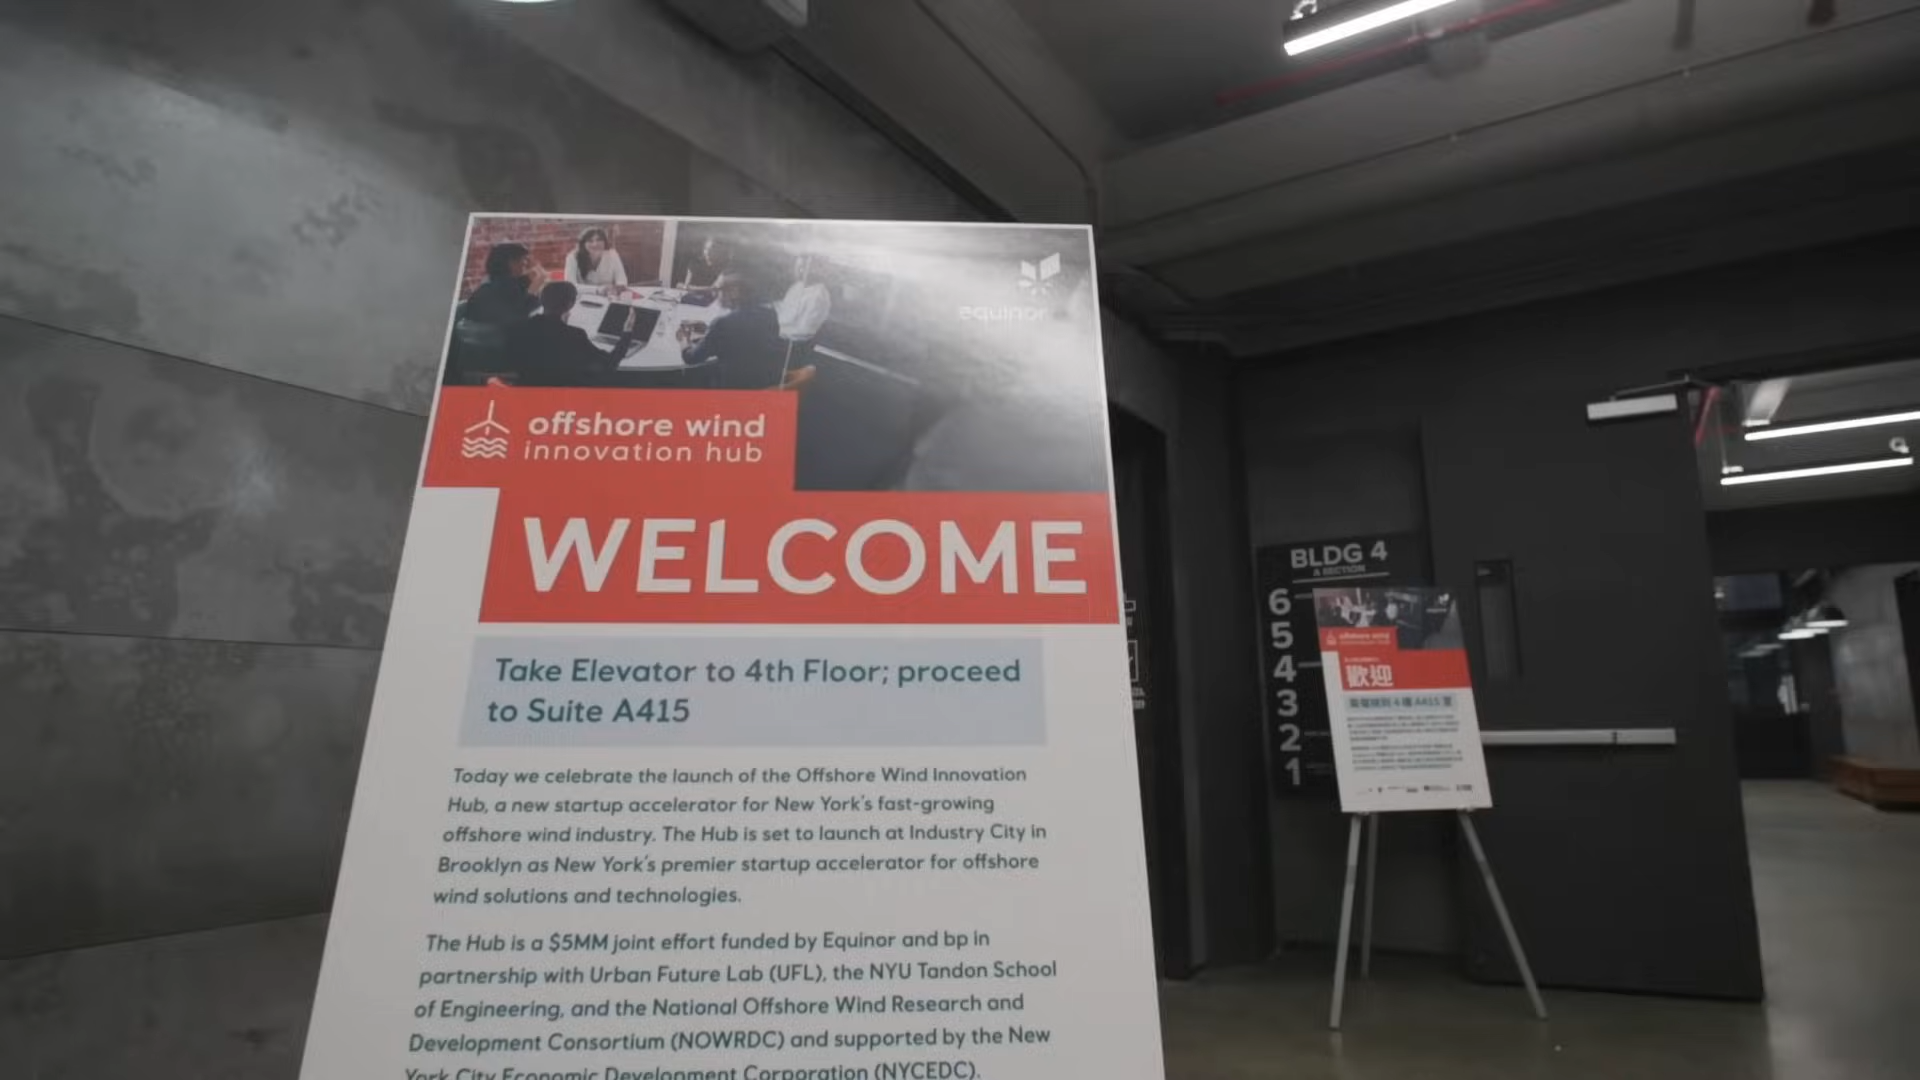 equinor
offshore wind
innovation hub
WELCOME
Take Elevator to 4th Floor; proceed
to Suite A415
Today we celebrate the launch of the Offshore Wind Innovation
Hub, a new startup accelerator for New York's fast-growing
offshore wind industry. The Hub is set to launch at Industry City in
Brooklyn as New York's premier startup accelerator for offshore
wind solutions and technologies.
The Hub is a $5MM joint effort funded by Equinor and bp in
partnership with Urban Future Lab (UFL), the NYU Tandon School
of Engineering, and the National Offshore Wind Research and
Development Consortium (NOWRDC) and supported by the New
York City Economic Development Corporation (NYCEDC).
BLDG 4
A SECTION
6
5
4
3
2
1
offshore wind
innovation hub
歡迎
4 樓 A415 室